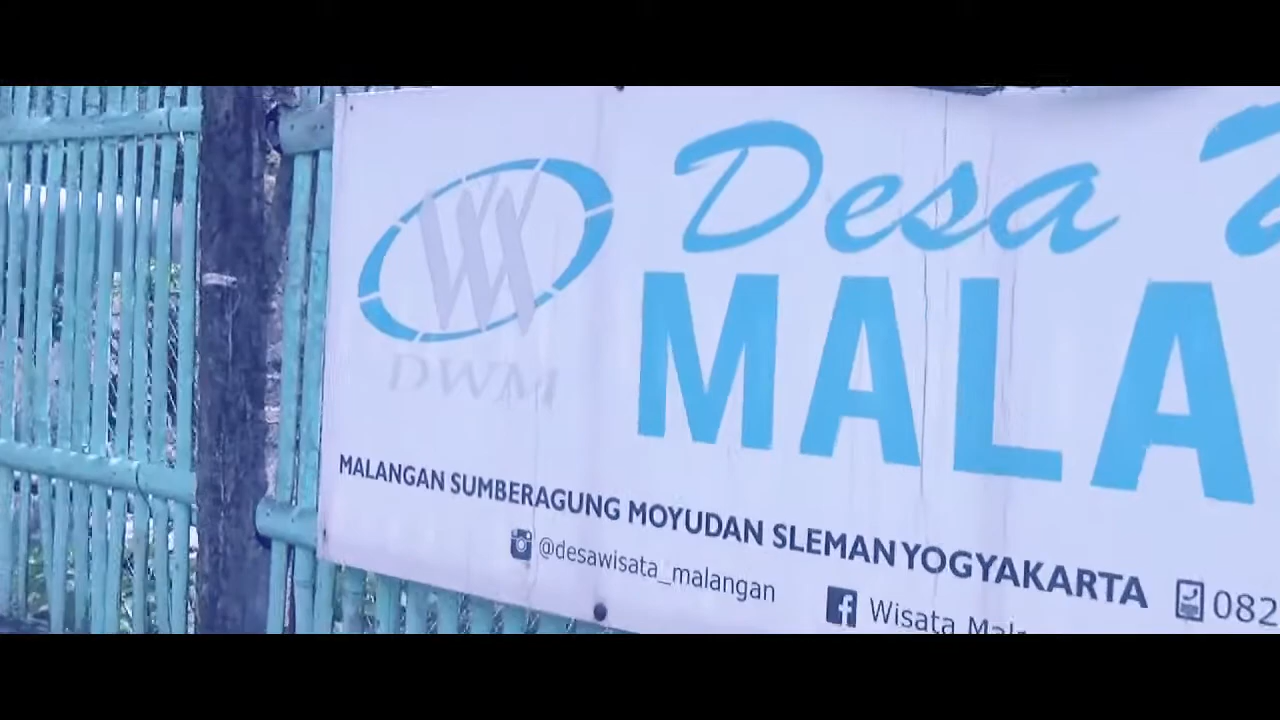 Desa
MALA
DWM
MALANGAN SUMBERAGUNG MOYUDAN SLEMAN YOGYAKARTA
@desawisata_malangan
Wisata
082